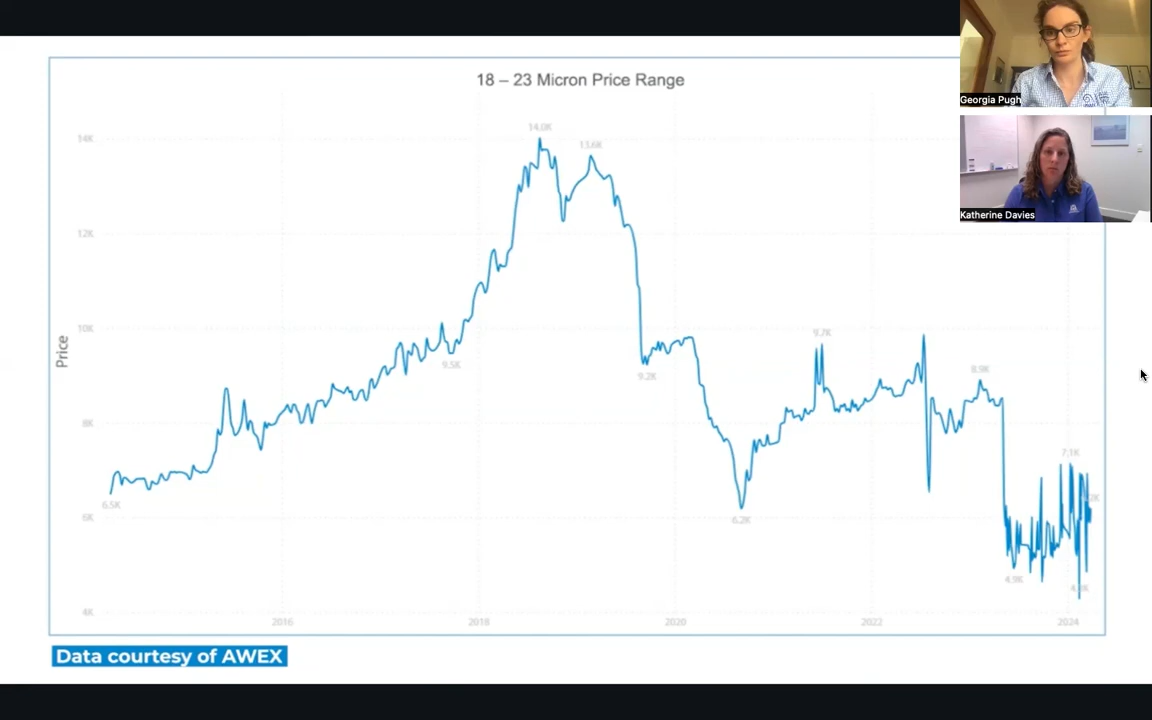 18 – 23 Micron Price Range
Georgia Pugh
Katherine Davies
14.0K
14K
13.6K
12K
Price
10K
9.7K
9.5K
9.2K
8.9K
8K
7.1K
6.5K
6K
6.2K
4.9K
4K
2016
2018
2020
2022
2024
Data courtesy of AWEX